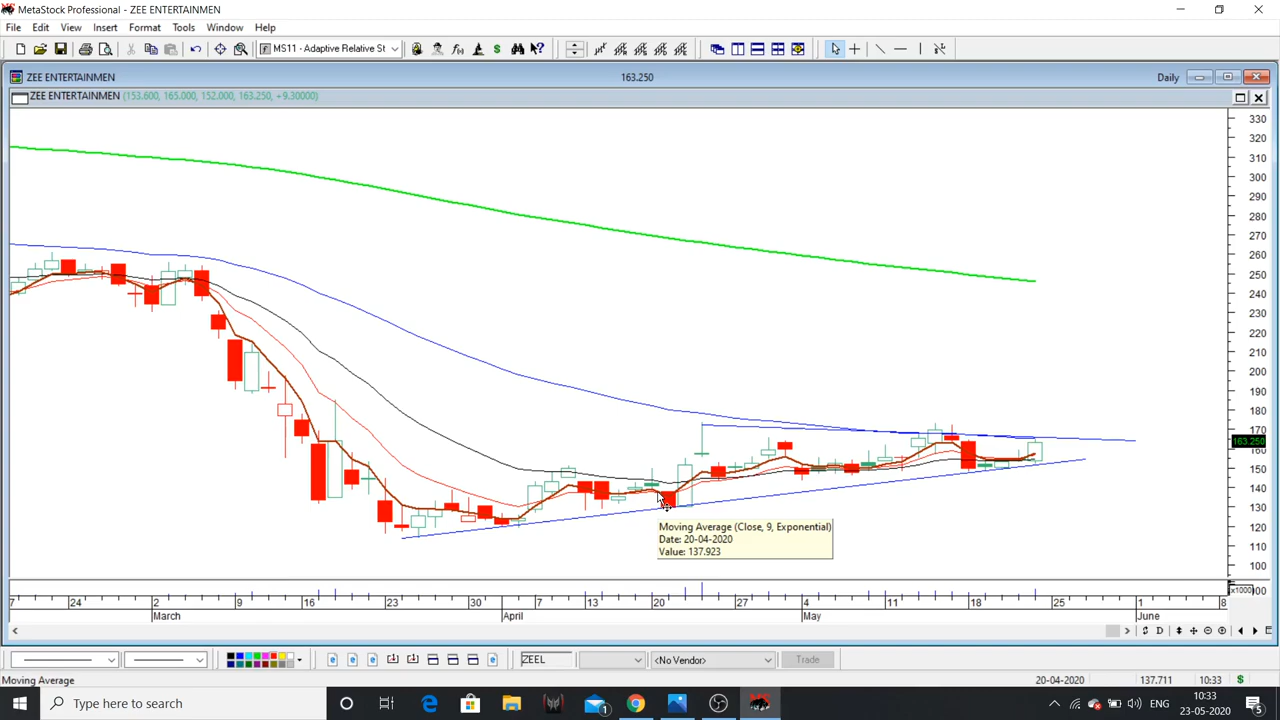 MetaStock Professional - ZEE ENTERTAINMEN
File Edit View Insert Format Tools Window Help
MS11 - Adaptive Relative St
ZEE ENTERTAINMEN 163.250 Daily
ZEE ENTERTAINMEN (153.600, 165.000, 152.000, 163.250, +9.30000)
330
320
310
300
290
280
270
260
250
240
230
220
210
200
190
180
170
163.250
160
150
140
130
120
110
100
Moving Average (Close, 9, Exponential)
Date: 20-04-2020
Value: 137.923
x1000
7 24 2 9 16 23 30 7 13 20 27 4 11 18 25 1 8
March April May June
D
ZEEL <No Vendor> Trade
Moving Average 20-04-2020 137.711 10:33
Type here to search
1
ENG
10:33
23-05-2020